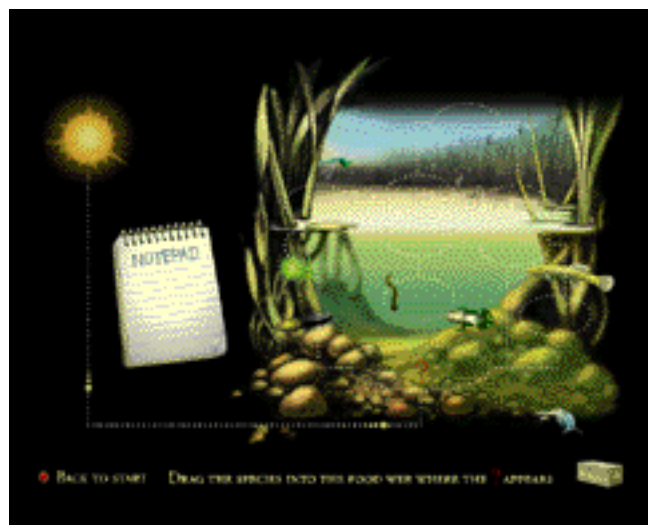 NOTEPAD
?
BACK TO START DRAG THE SPECIES INTO THE FOOD WEB WHERE THE ? APPEARS